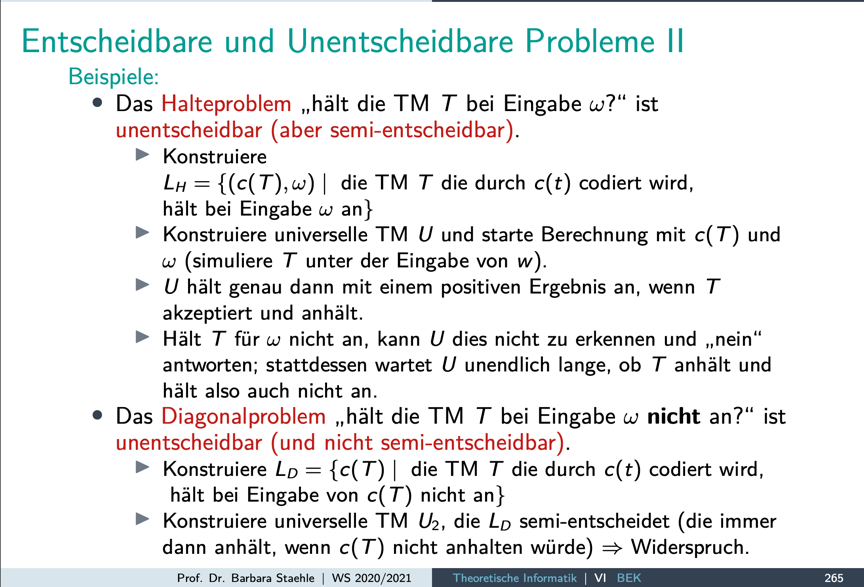 Entscheidbare und Unentscheidbare Probleme II
Beispiele:
• Das Halteproblem „hält die TM T bei Eingabe ω?“ ist
unentscheidbar (aber semi-entscheidbar).
▶ Konstruiere
L_H = {(c(T), ω) | die TM T die durch c(t) codiert wird,
hält bei Eingabe ω an}
▶ Konstruiere universelle TM U und starte Berechnung mit c(T) und
ω (simuliere T unter der Eingabe von w).
▶ U hält genau dann mit einem positiven Ergebnis an, wenn T
akzeptiert und anhält.
▶ Hält T für ω nicht an, kann U dies nicht zu erkennen und „nein“
antworten; stattdessen wartet U unendlich lange, ob T anhält und
hält also auch nicht an.
• Das Diagonalproblem „hält die TM T bei Eingabe ω nicht an?“ ist
unentscheidbar (und nicht semi-entscheidbar).
▶ Konstruiere L_D = {c(T) | die TM T die durch c(t) codiert wird,
hält bei Eingabe von c(T) nicht an}
▶ Konstruiere universelle TM U₂, die L_D semi-entscheidet (die immer
dann anhält, wenn c(T) nicht anhalten würde) ⇒ Widerspruch.
Prof. Dr. Barbara Staehle | WS 2020/2021 Theoretische Informatik | VI BEK 265